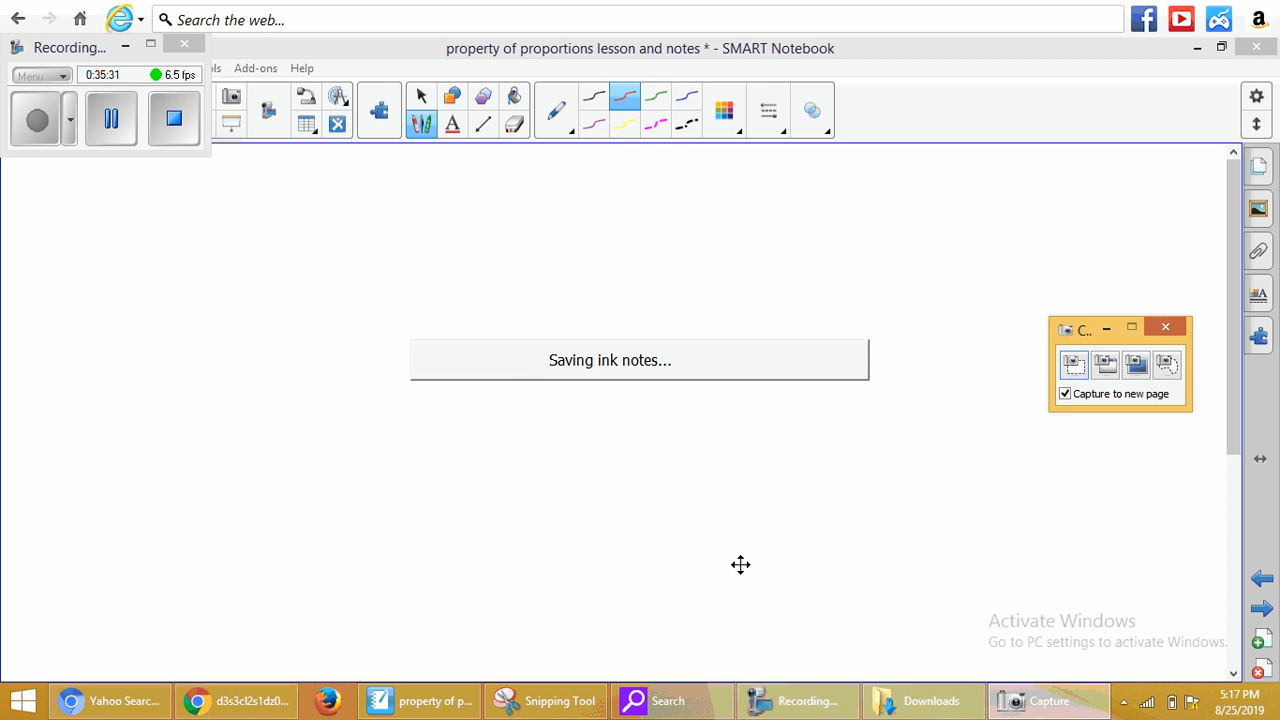 Search the web...
Recording...
property of proportions lesson and notes * - SMART Notebook
Menu
0:35:31
6.5 fps
ols
Add-ons
Help
Saving ink notes...
C..
Capture to new page
Activate Windows
Go to PC settings to activate Windows.
Yahoo Searc...
d3s3cl2s1dz0...
property of p...
Snipping Tool
Search
Recording...
Downloads
Capture
5:17 PM
8/25/2019